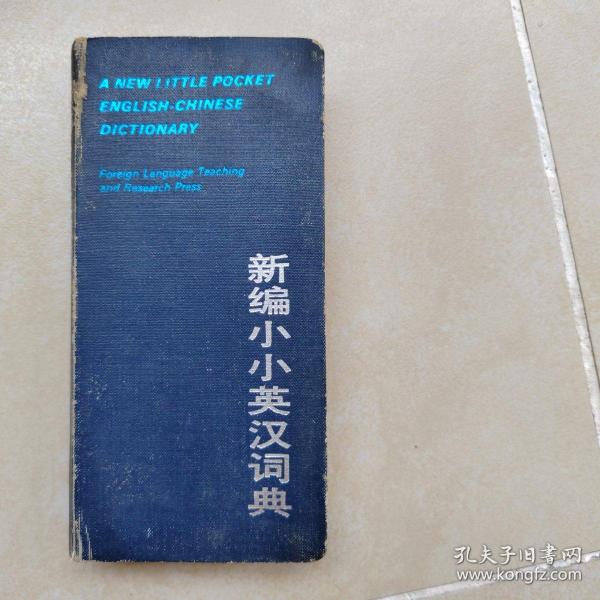 A NEW LITTLE POCKET
ENGLISH-CHINESE
DICTIONARY
Foreign Language Teaching
and Research Press
新编小小英汉词典
孔夫子旧书网
www.kongfz.com